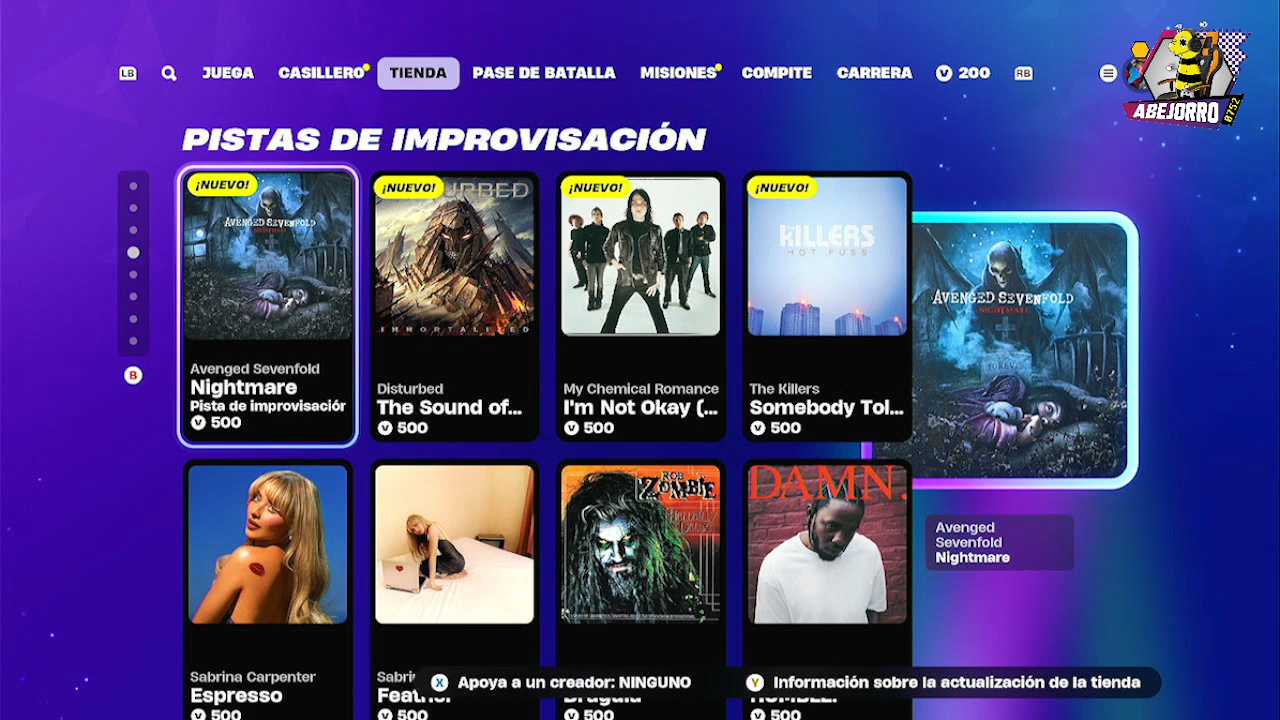 LB
JUEGA
CASILLERO
TIENDA
PASE DE BATALLA
MISIONES
COMPITE
CARRERA
V 200
RB
ABEJORRO
8752
PISTAS DE IMPROVISACIÓN
¡NUEVO!
AVENGED SEVENFOLD
NIGHTMARE
Avenged Sevenfold
Nightmare
Pista de improvisación
V 500
¡NUEVO!
IMMORTALIZED
Disturbed
The Sound of...
V 500
¡NUEVO!
My Chemical Romance
I'm Not Okay (...
V 500
¡NUEVO!
KILLERS
HOT FUSS
The Killers
Somebody Tol...
V 500
AVENGED SEVENFOLD
NIGHTMARE
FOREVER
Avenged
Sevenfold
Nightmare
B
Sabrina Carpenter
Espresso
V 500
Sabri
V 500
ROB
ZOMBIE
V 500
DAMN.
V 500
X Apoya a un creador: NINGUNO
Y Información sobre la actualización de la tienda